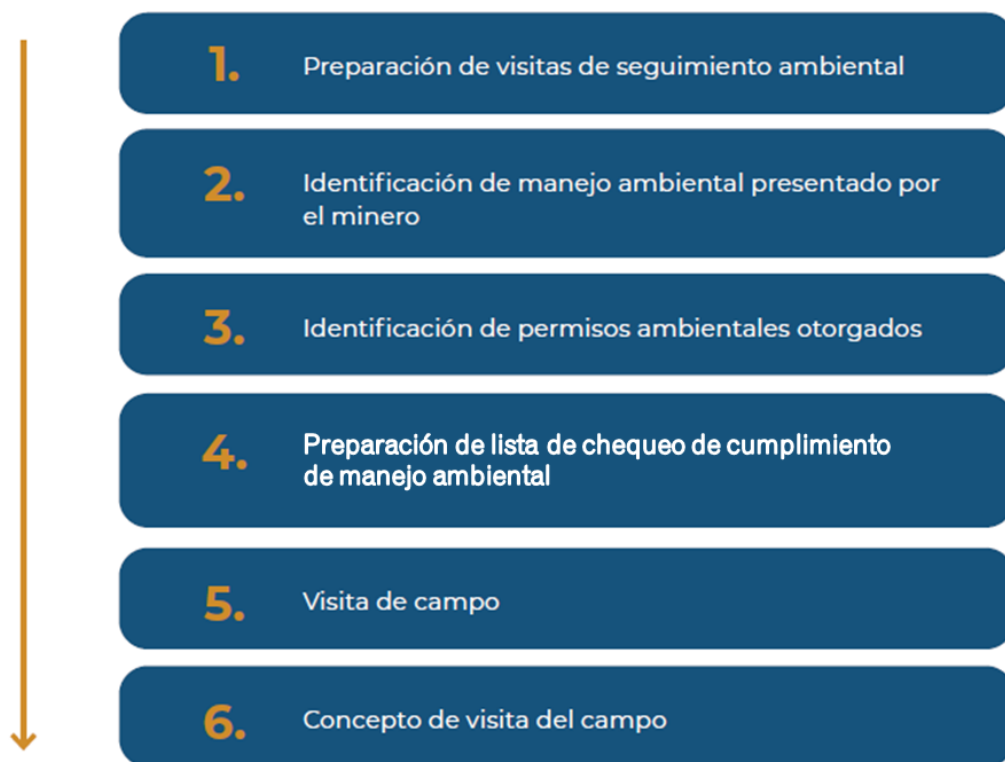 1. Preparación de visitas de seguimiento ambiental
2. Identificación de manejo ambiental presentado por
el minero
3. Identificación de permisos ambientales otorgados
4. Preparación de lista de chequeo de cumplimiento
de manejo ambiental
5. Visita de campo
6. Concepto de visita del campo